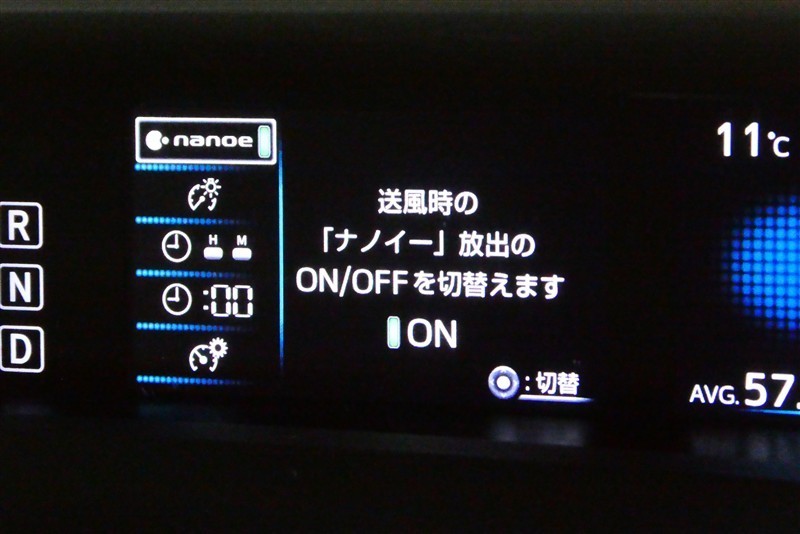 nanoe
H M
:00
R
N
D
送風時の
「ナノイー」放出の
ON/OFFを切替えます
ON
:切替
11℃
AVG.57.